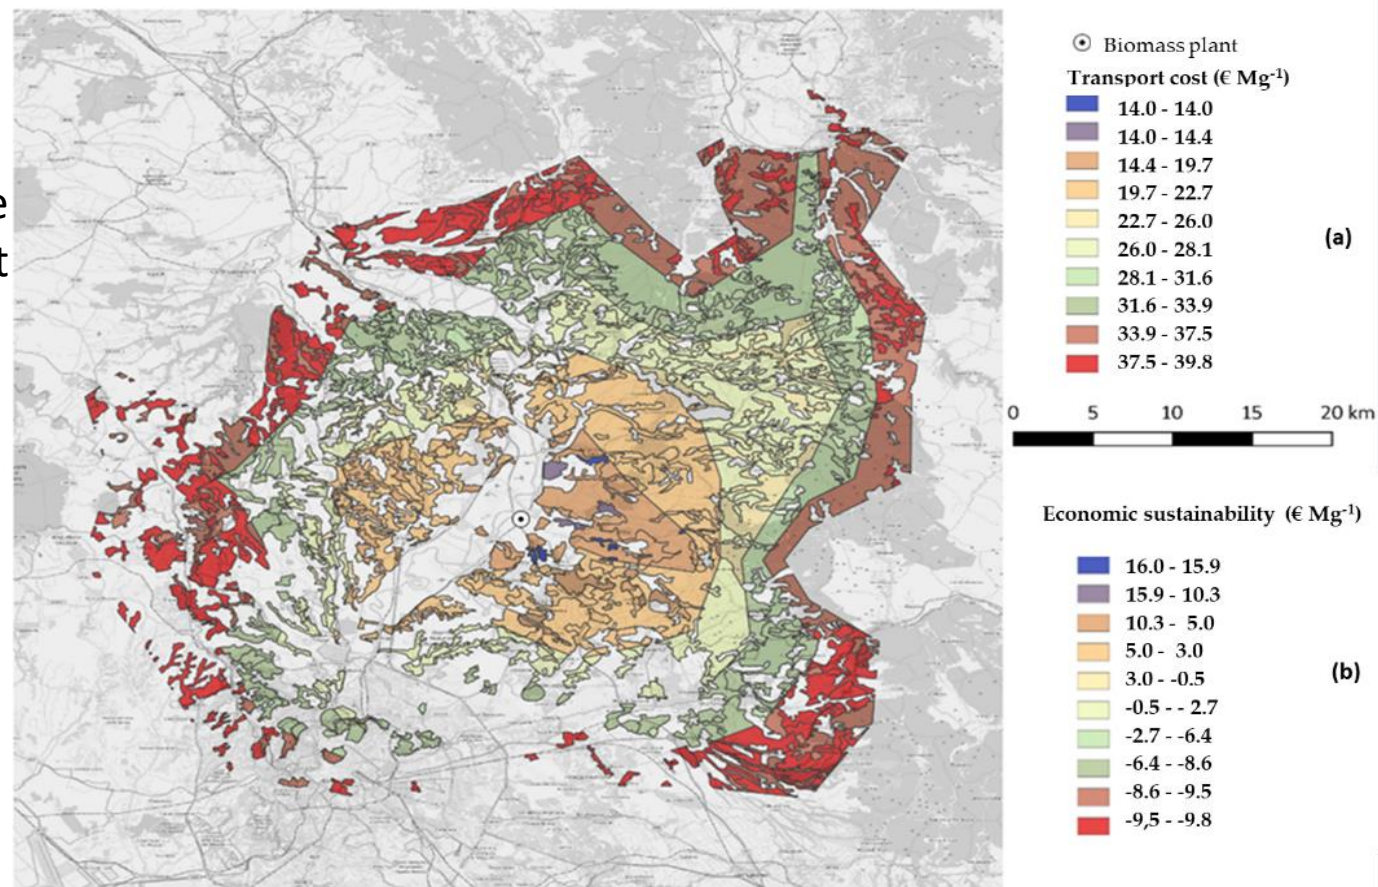 e
t
Biomass plant
Transport cost (€ Mg⁻¹)
14.0 - 14.0
14.0 - 14.4
14.4 - 19.7
19.7 - 22.7
22.7 - 26.0
26.0 - 28.1
28.1 - 31.6
31.6 - 33.9
33.9 - 37.5
37.5 - 39.8
(a)
0 5 10 15 20 km
Economic sustainability (€ Mg⁻¹)
16.0 - 15.9
15.9 - 10.3
10.3 - 5.0
5.0 - 3.0
3.0 - -0.5
-0.5 - - 2.7
-2.7 - -6.4
-6.4 - -8.6
-8.6 - -9.5
-9,5 - -9.8
(b)